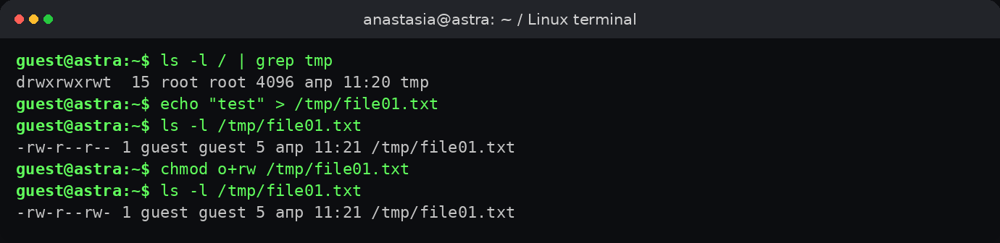 anastasia@astra: ~ / Linux terminal
guest@astra:~$ ls -l / | grep tmp
drwxrwxrwt  15 root root 4096 апр 11:20 tmp
guest@astra:~$ echo "test" > /tmp/file01.txt
guest@astra:~$ ls -l /tmp/file01.txt
-rw-r--r-- 1 guest guest 5 апр 11:21 /tmp/file01.txt
guest@astra:~$ chmod o+rw /tmp/file01.txt
guest@astra:~$ ls -l /tmp/file01.txt
-rw-r--rw- 1 guest guest 5 апр 11:21 /tmp/file01.txt